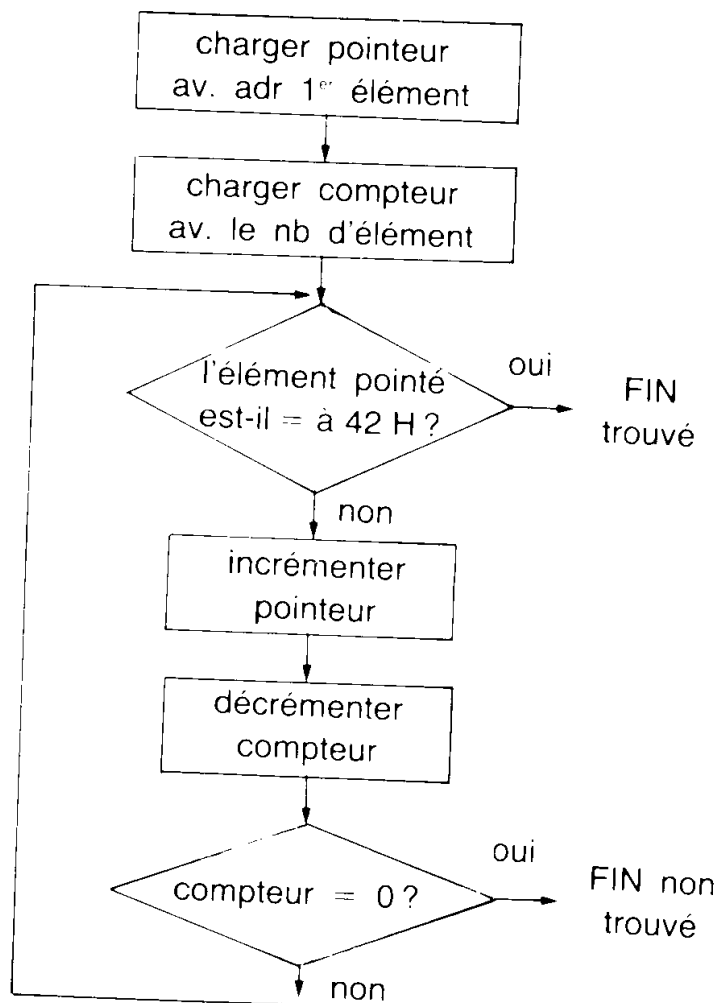 charger pointeur
av. adr 1er élément
charger compteur
av. le nb d'élément
l'élément pointé
est-il = à 42 H ?
oui
FIN
trouvé
non
incrémenter
pointeur
décrémenter
compteur
compteur = 0 ?
oui
FIN non
trouvé
non